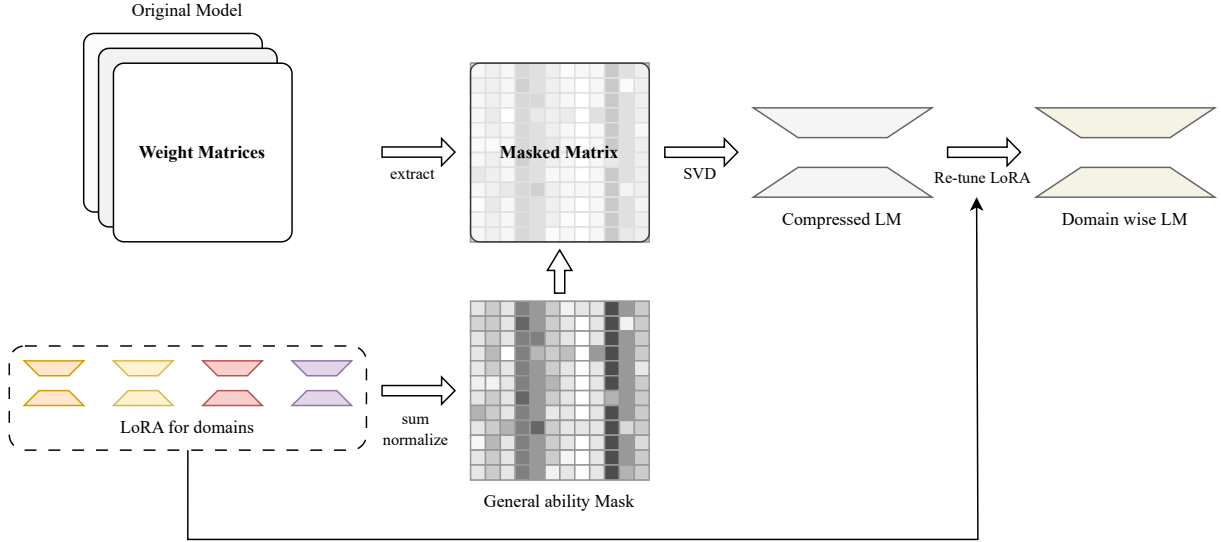 Original Model
Weight Matrices
extract
Masked Matrix
SVD
Compressed LM
Re-tune LoRA
Domain wise LM
LoRA for domains
sum
normalize
General ability Mask